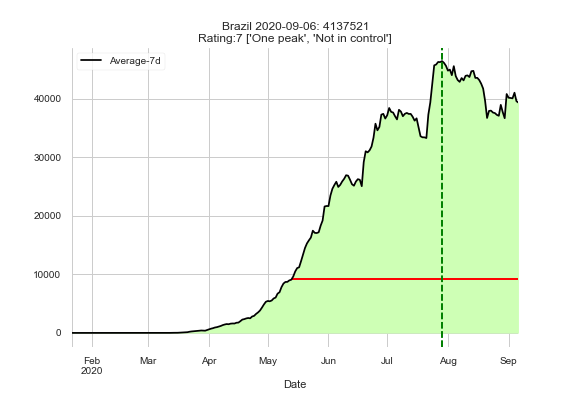 Brazil 2020-09-06: 4137521
Rating:7 ['One peak', 'Not in control']
Average-7d
40000
30000
20000
10000
0
Feb
2020
Mar
Apr
May
Jun
Jul
Aug
Sep
Date